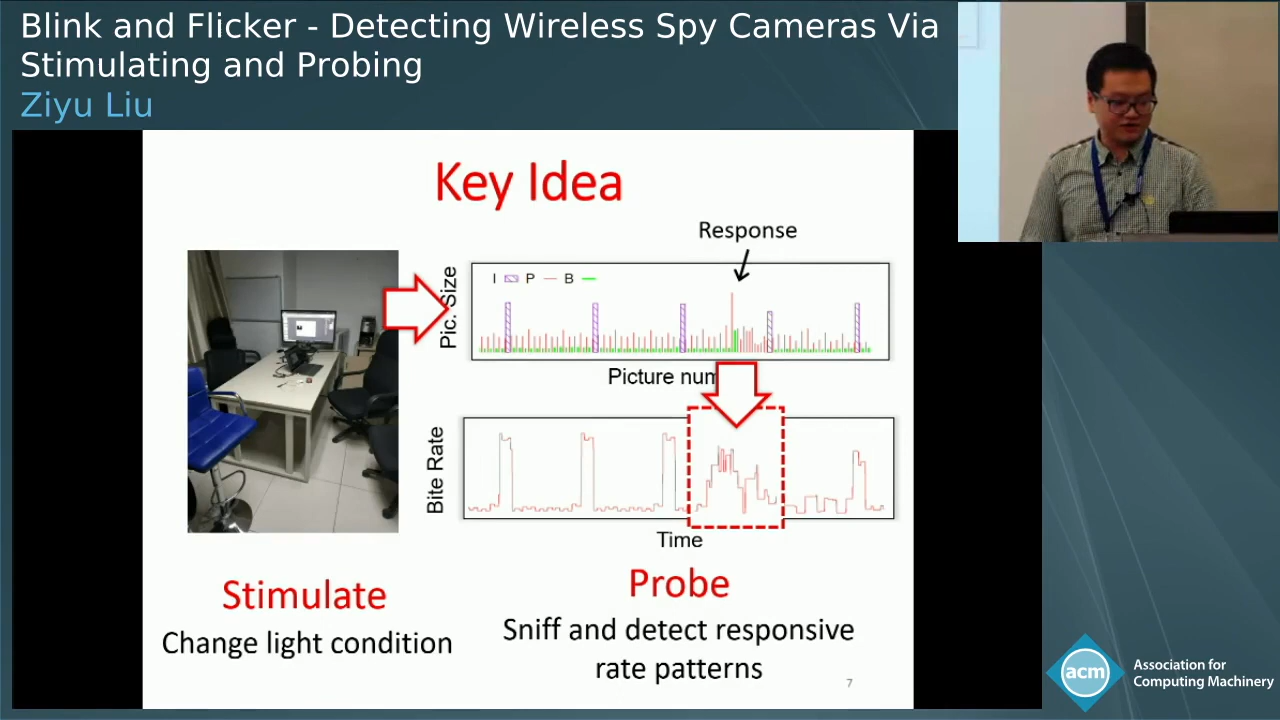 Blink and Flicker - Detecting Wireless Spy Cameras Via
Stimulating and Probing
Ziyu Liu
Key Idea
Response
I P B
Pic. Size
Picture num
Bite Rate
Time
Stimulate
Change light condition
Probe
Sniff and detect responsive
rate patterns
7
acm
Association for
Computing Machinery